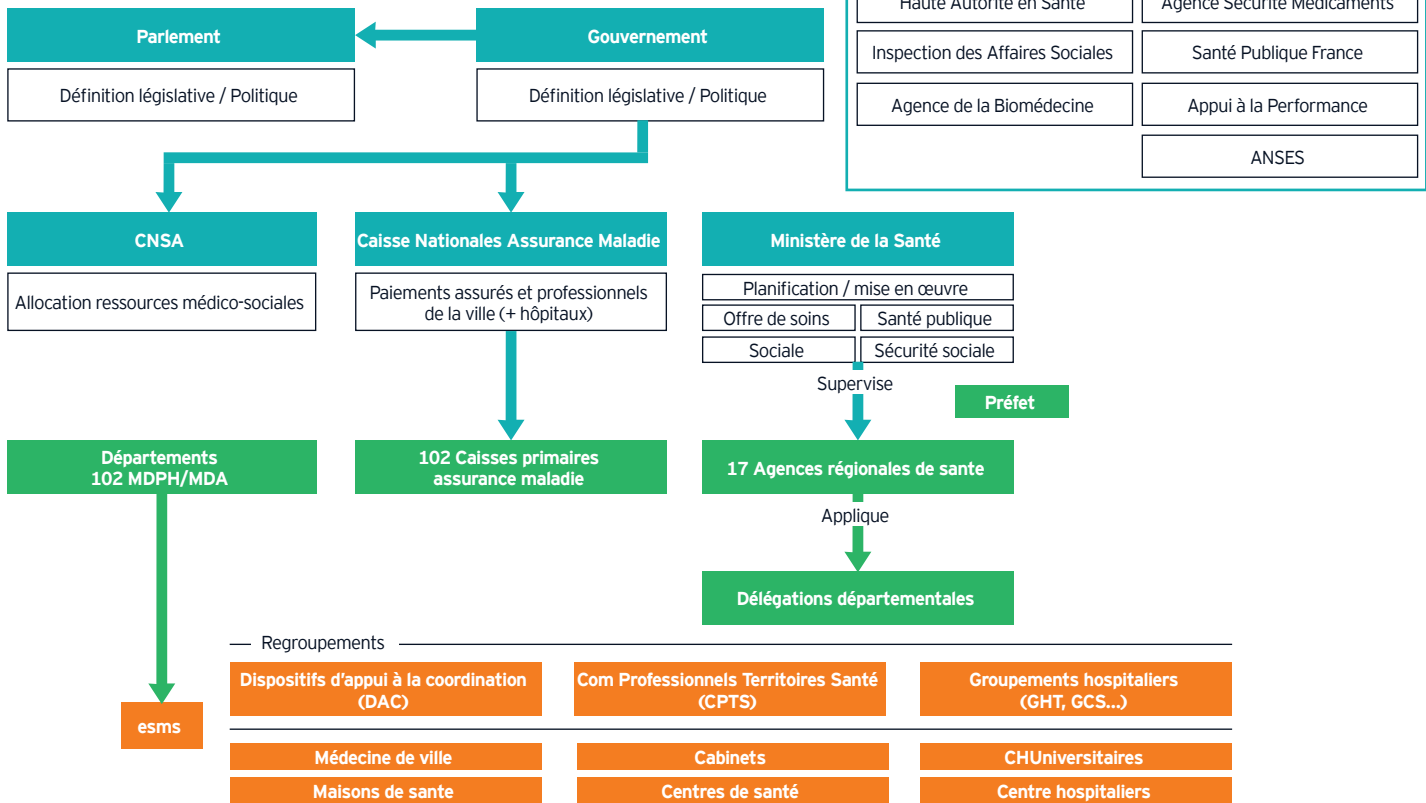 Haute Autorité en Santé
Agence Sécurité Médicaments
Parlement
Gouvernement
Inspection des Affaires Sociales
Santé Publique France
Définition législative / Politique
Définition législative / Politique
Agence de la Biomédecine
Appui à la Performance
ANSES
CNSA
Caisse Nationales Assurance Maladie
Ministère de la Santé
Allocation ressources médico-sociales
Paiements assurés et professionnels
de la ville (+ hôpitaux)
Planification / mise en œuvre
Offre de soins
Santé publique
Sociale
Sécurité sociale
Supervise
Préfet
Départements
102 MDPH/MDA
102 Caisses primaires
assurance maladie
17 Agences régionales de sante
Applique
Délégations départementales
Regroupements
Dispositifs d'appui à la coordination
(DAC)
Com Professionnels Territoires Santé
(CPTS)
Groupements hospitaliers
(GHT, GCS...)
esms
Médecine de ville
Cabinets
CHUniversitaires
Maisons de sante
Centres de santé
Centre hospitaliers